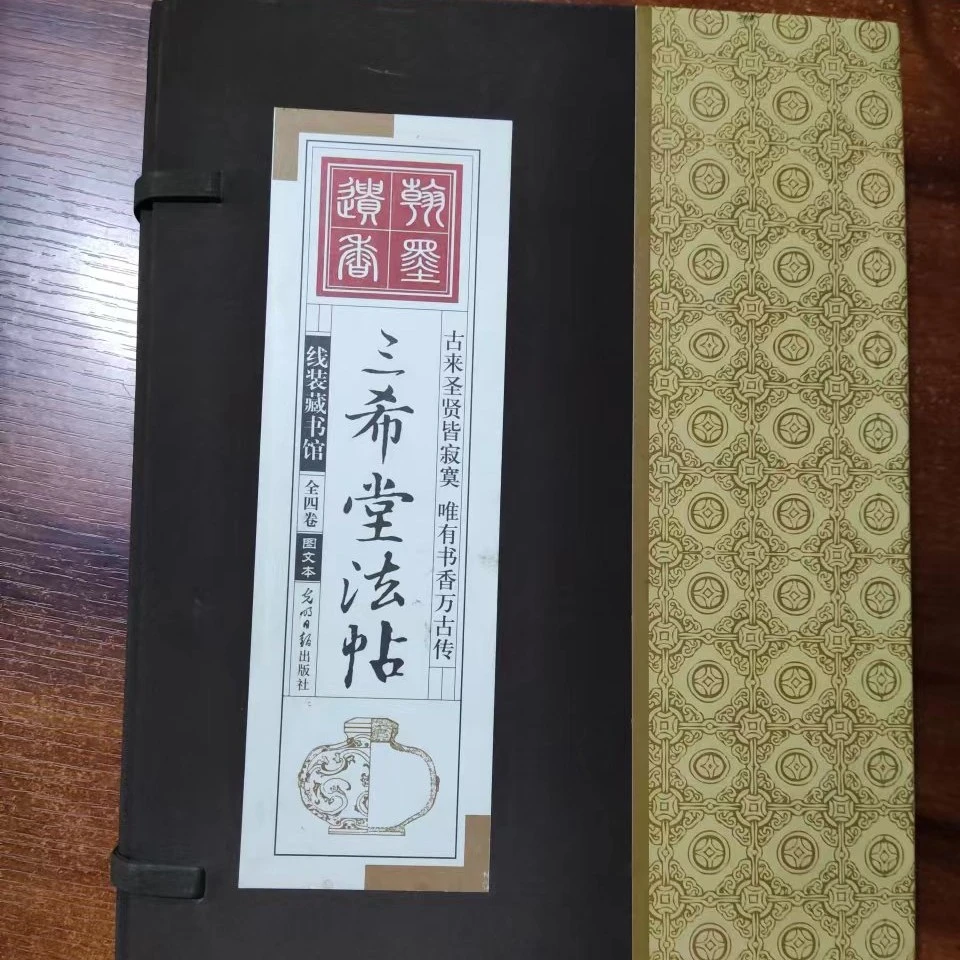 翰墨
遗香
古来圣贤皆寂寞 唯有书香万古传
三希堂法帖
线装藏书馆
全四卷
图文本
光明日报出版社